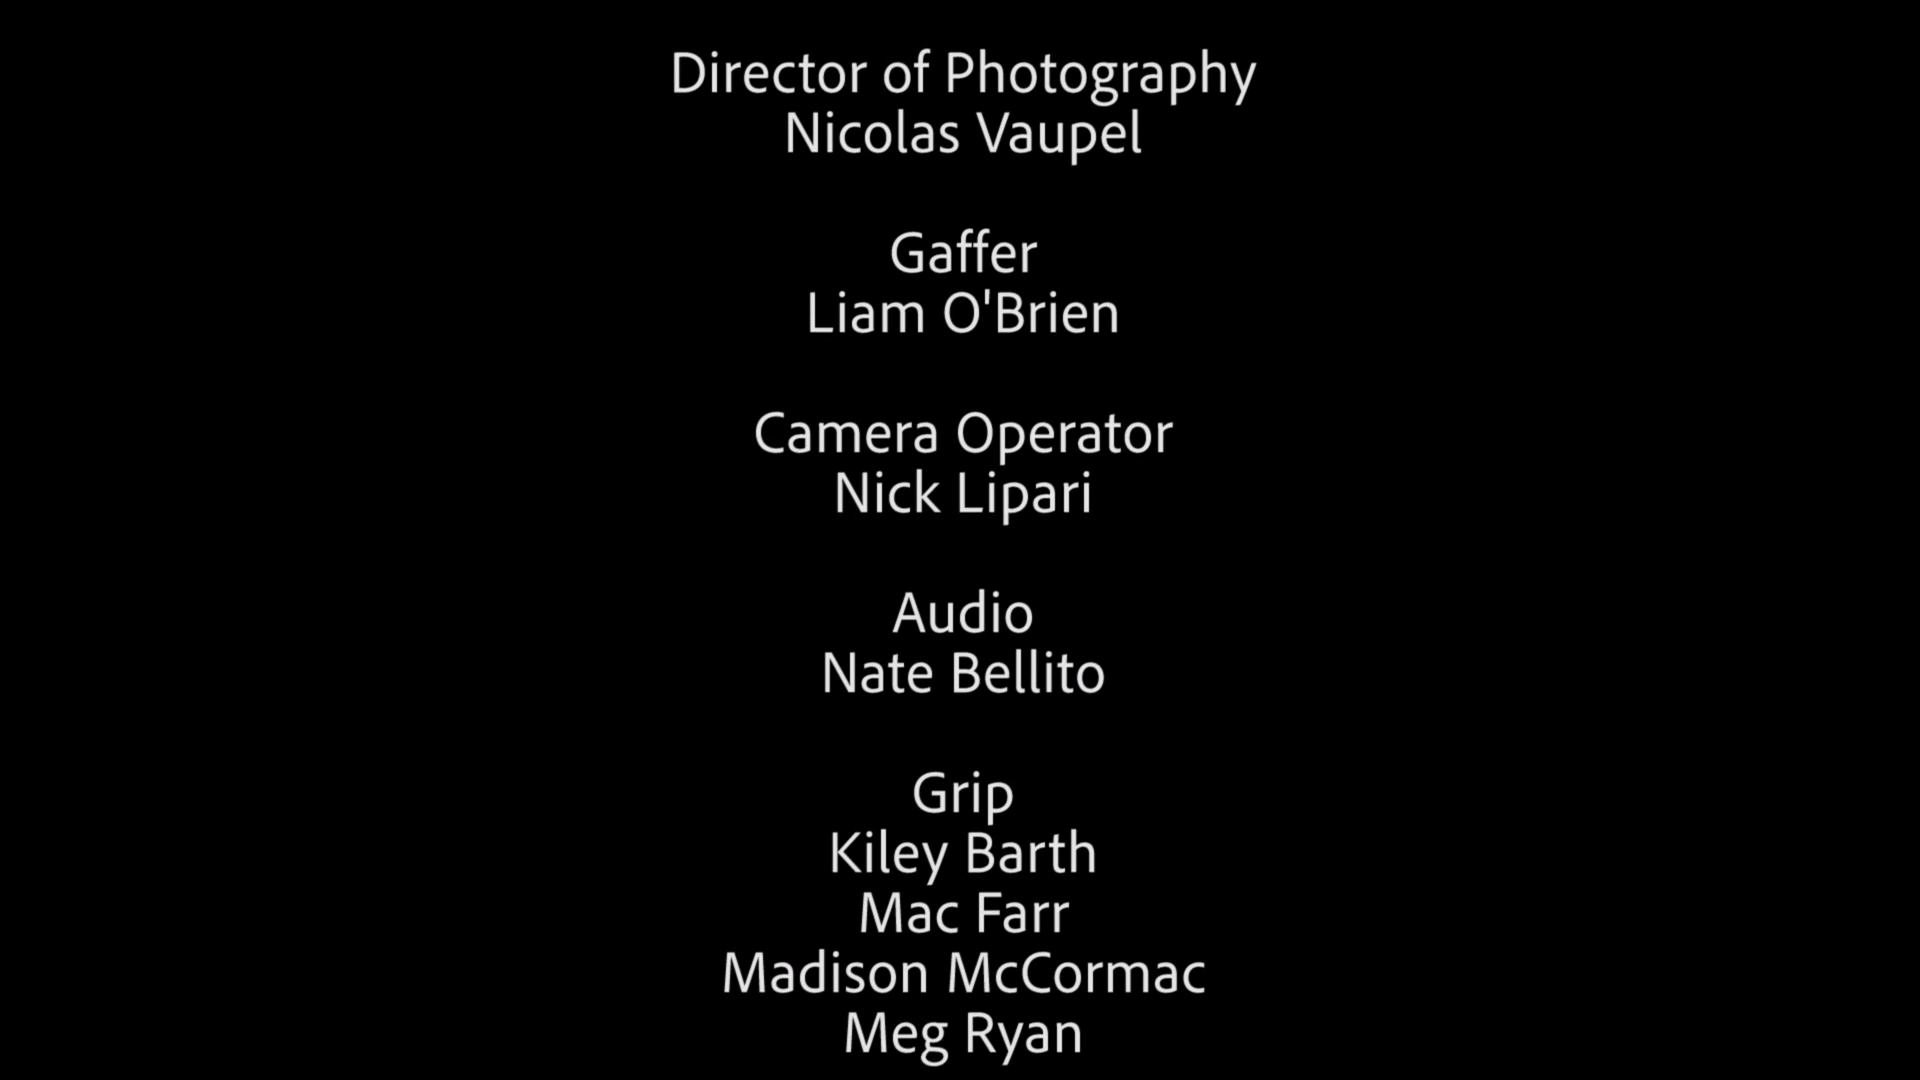 Director of Photography
Nicolas Vaupel
Gaffer
Liam O'Brien
Camera Operator
Nick Lipari
Audio
Nate Bellito
Grip
Kiley Barth
Mac Farr
Madison McCormac
Meg Ryan